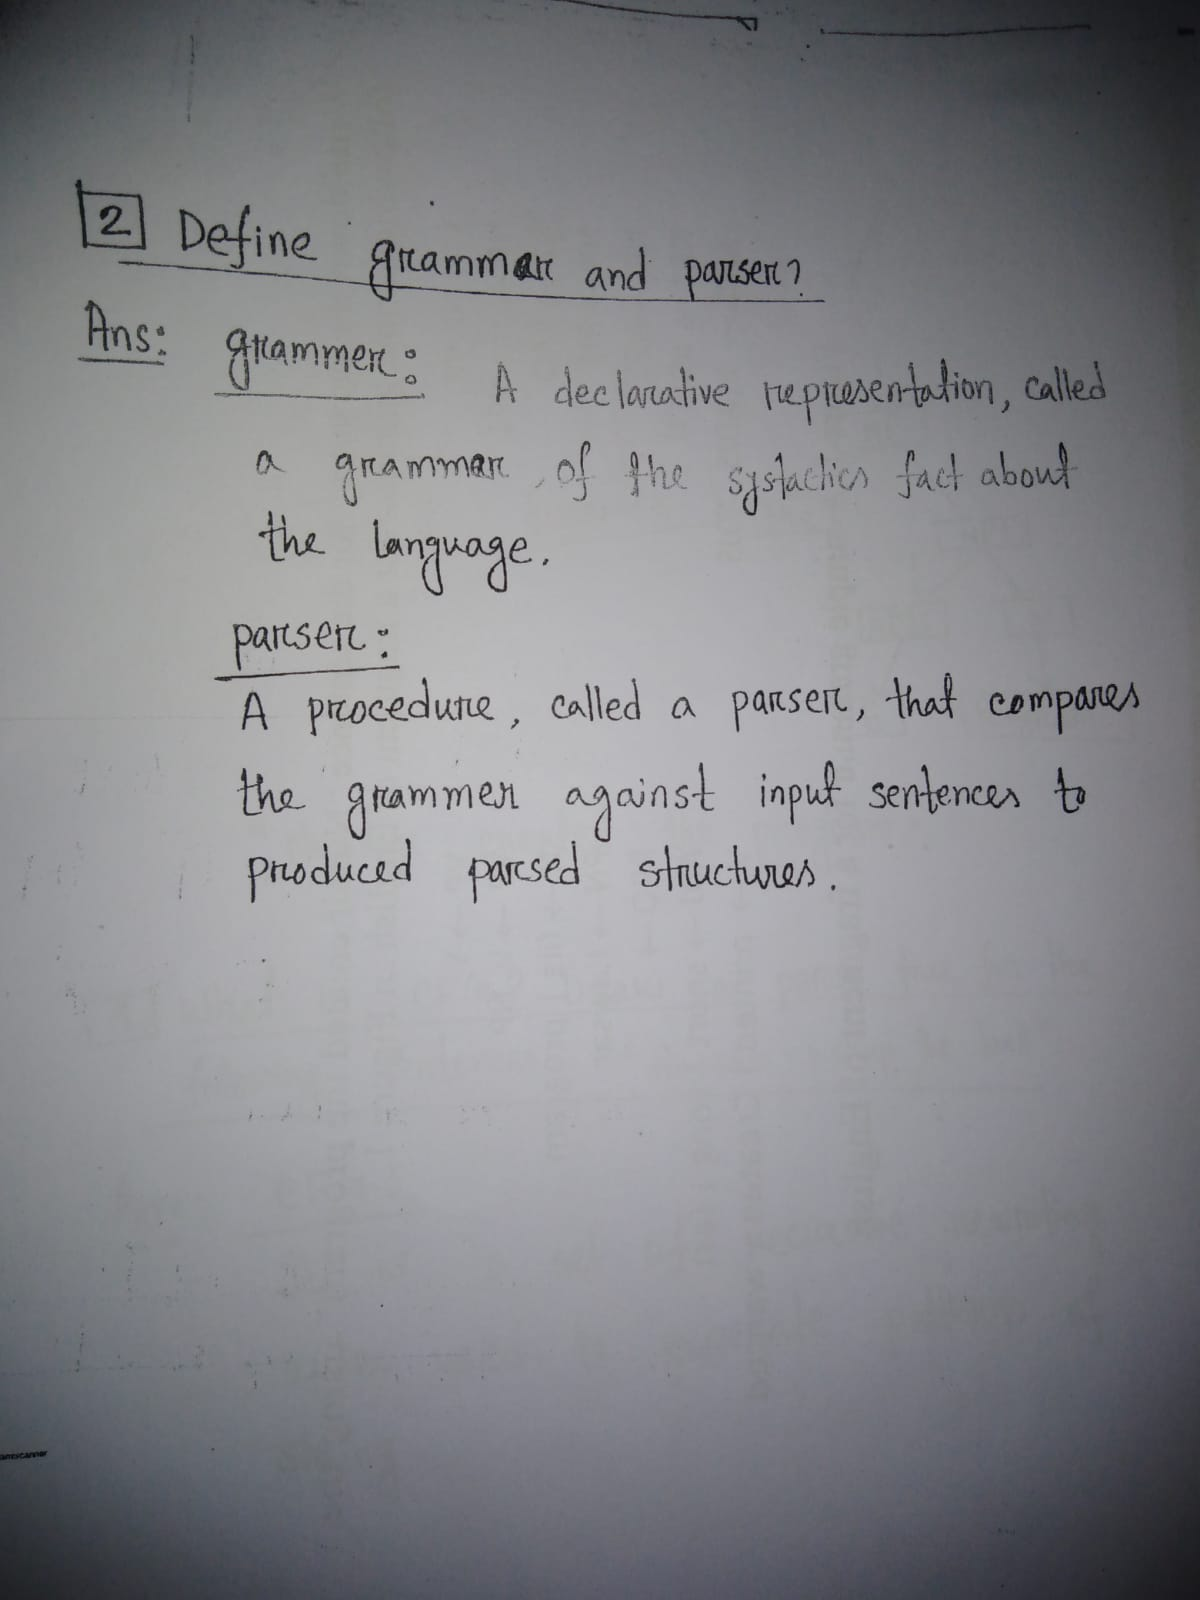 2 Define grammar and parser?
Ans: grammer:
A declarative representation, called
a grammar, of the systactics fact about
the language.
parser:
A procedure, called a parser, that compares
the grammer against input sentences to
produced parsed structures.